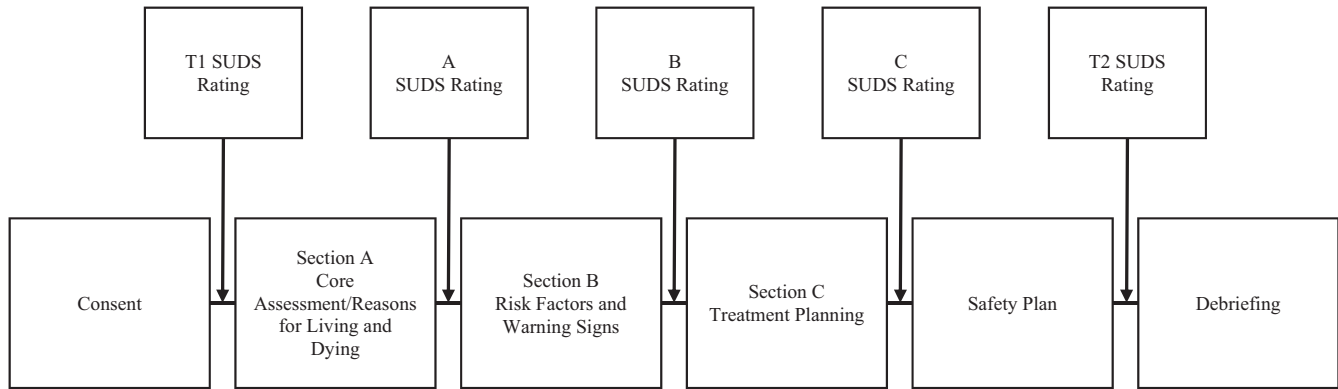 T1 SUDS
Rating
A
SUDS Rating
B
SUDS Rating
C
SUDS Rating
T2 SUDS
Rating
Consent
Section A
Core
Assessment/Reasons
for Living and
Dying
Section B
Risk Factors and
Warning Signs
Section C
Treatment Planning
Safety Plan
Debriefing